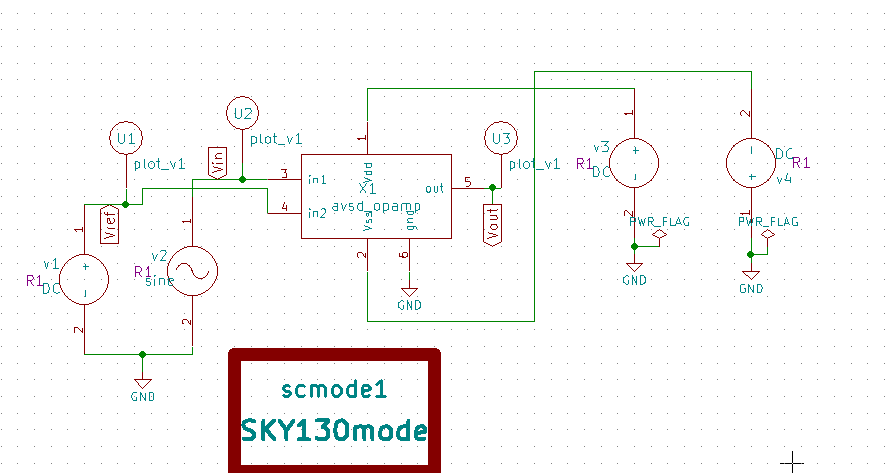 U1
plot_v1
U2
plot_v1
U3
plot_v1
Vin
Vref
Vout
1
v1
R1
DC
2
1
v2
R1
sine
2
GND
3
in1
4
in2
X1
avsd_opamp
Vdd
1
Vss
2
gnd
6
out
5
GND
1
v3
R1
DC
2
PWR_FLAG
GND
2
DC
R1
v4
1
PWR_FLAG
GND
scmode1
SKY130mode